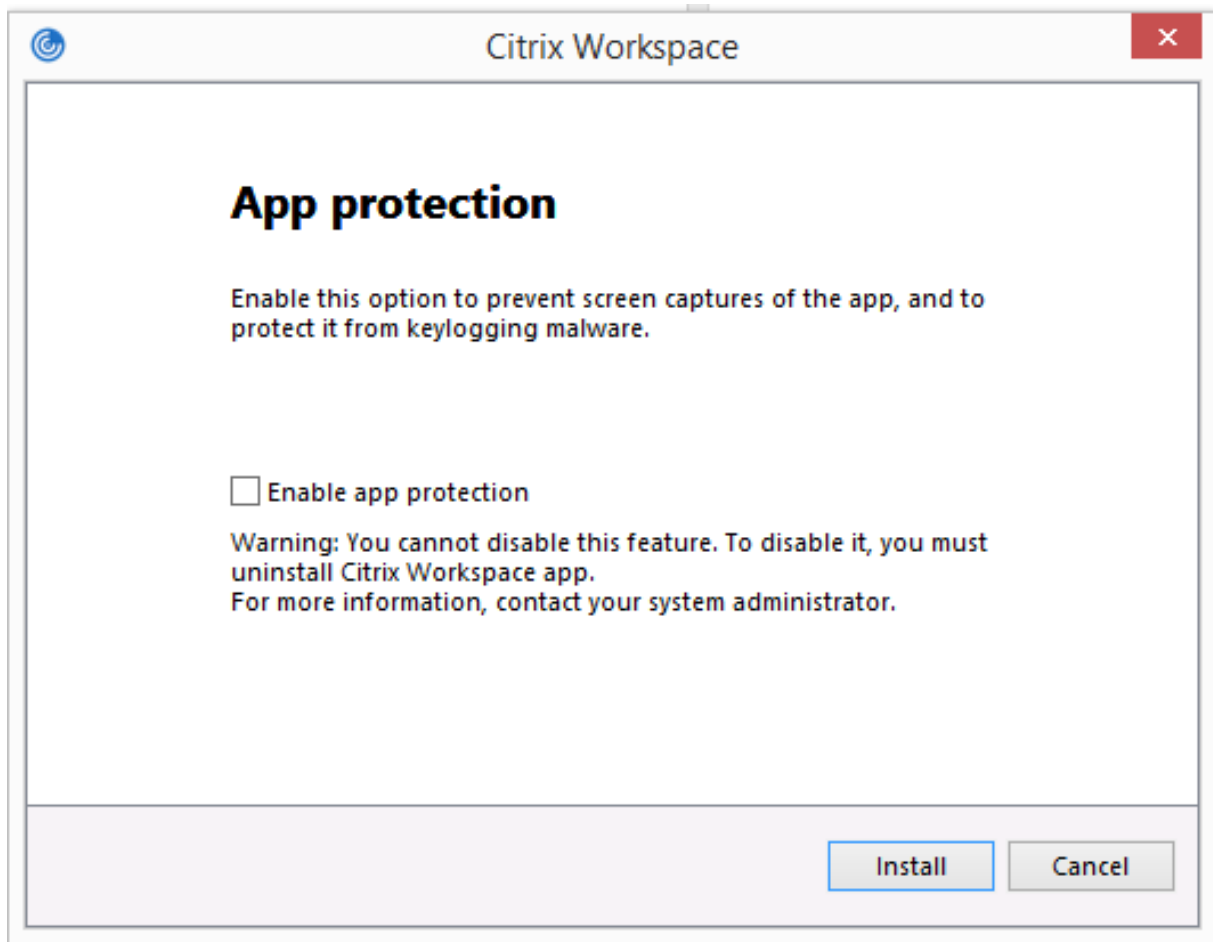 Citrix Workspace
App protection
Enable this option to prevent screen captures of the app, and to
protect it from keylogging malware.
Enable app protection
Warning: You cannot disable this feature. To disable it, you must
uninstall Citrix Workspace app.
For more information, contact your system administrator.
Install
Cancel